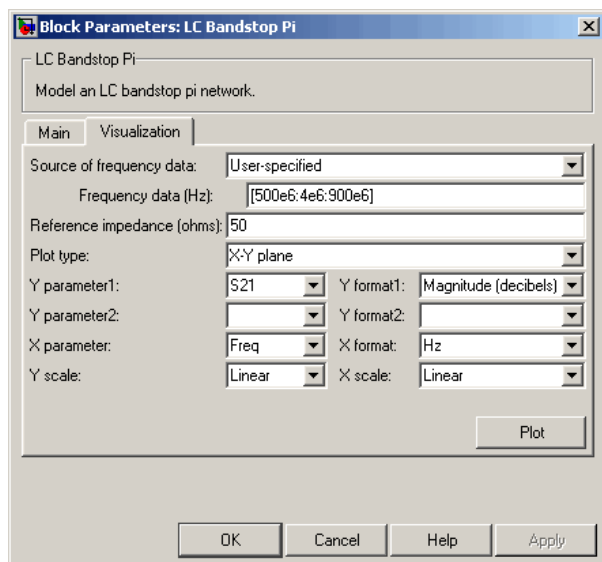 Block Parameters: LC Bandstop Pi
LC Bandstop Pi
Model an LC bandstop pi network.
Main Visualization
Source of frequency data: User-specified
Frequency data (Hz): [500e6:4e6:900e6]
Reference impedance (ohms): 50
Plot type: X-Y plane
Y parameter1: S21 Y format1: Magnitude (decibels)
Y parameter2: Y format2:
X parameter: Freq X format: Hz
Y scale: Linear X scale: Linear
Plot
OK Cancel Help Apply